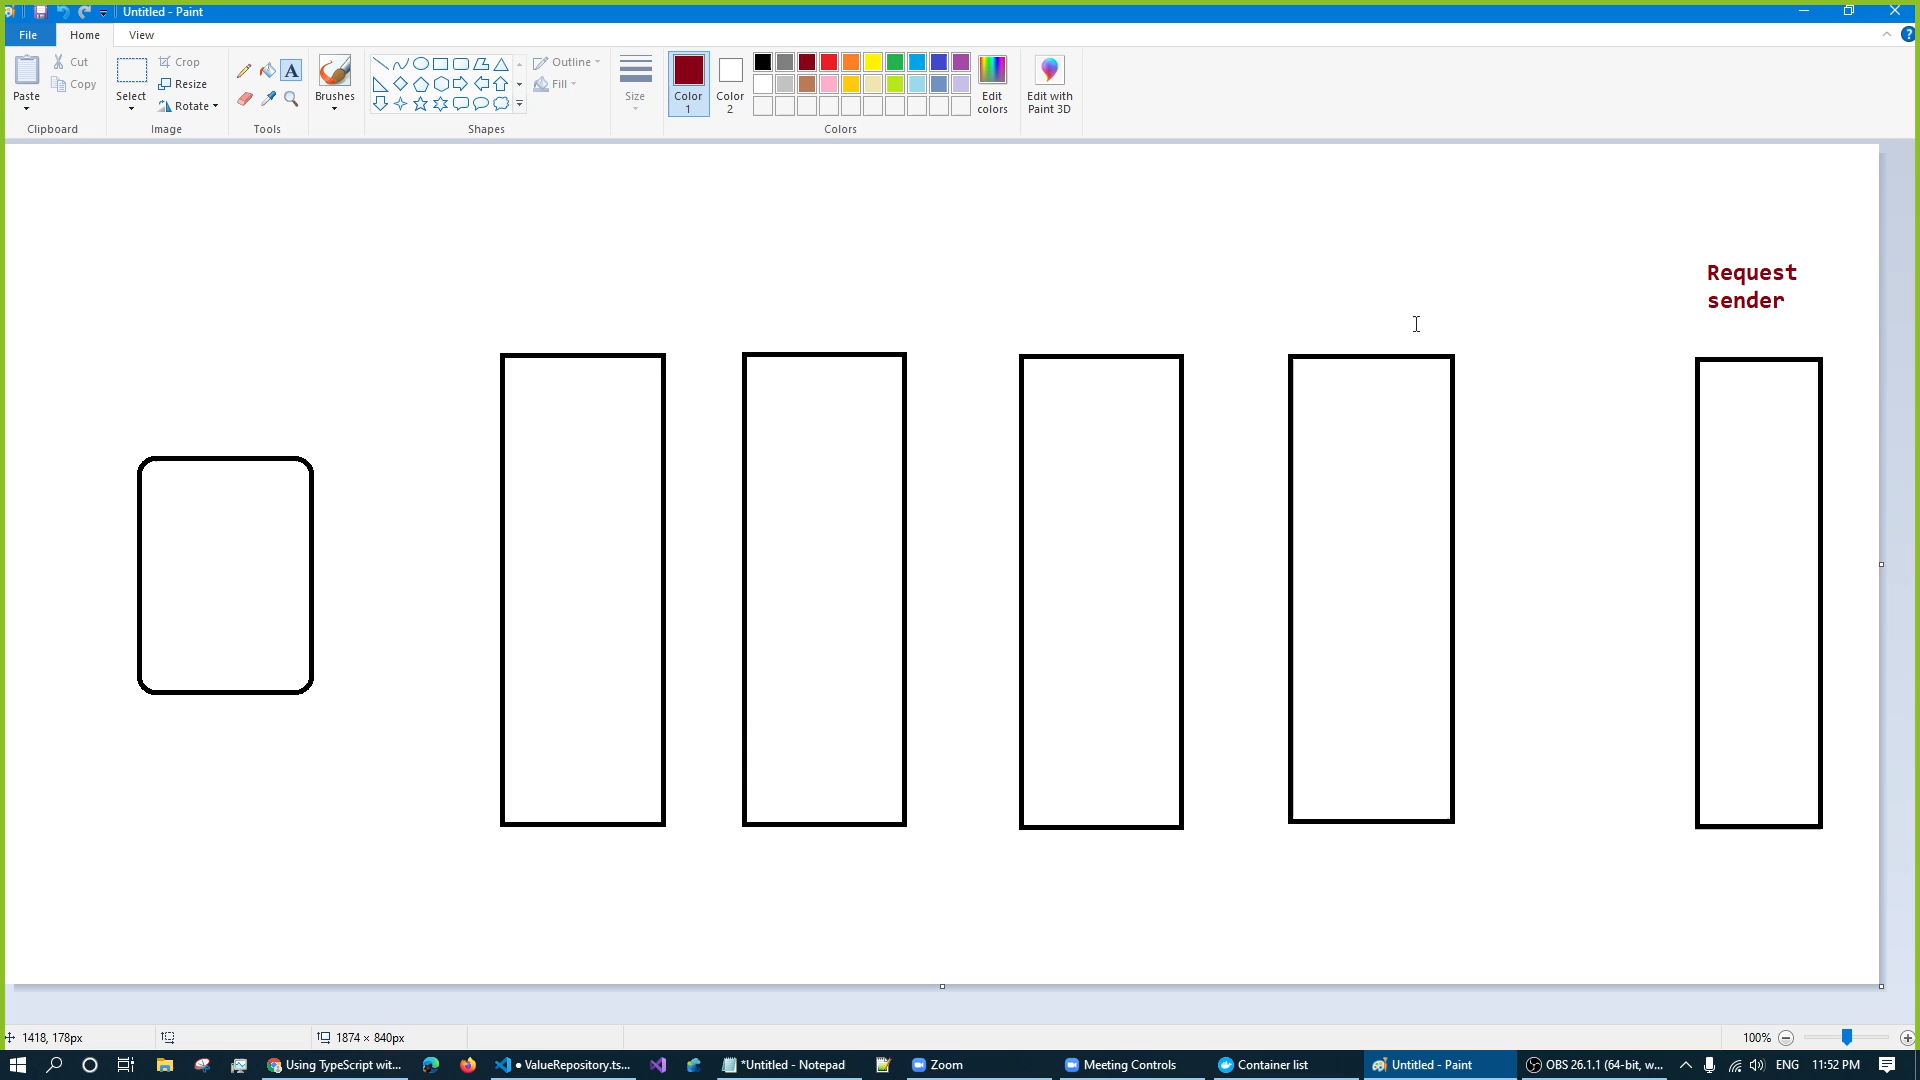 Untitled - Paint
File
Home
View
Paste
Cut
Copy
Clipboard
Select
Crop
Resize
Rotate
Image
A
Tools
Brushes
Shapes
Outline
Fill
Size
Color
1
Color
2
Colors
Edit
colors
Edit with
Paint 3D
?
Request
sender
1418, 178px
1874 × 840px
100%
Using TypeScript wit...
● ValueRepository.ts...
*Untitled - Notepad
Zoom
Meeting Controls
Container list
Untitled - Paint
OBS 26.1.1 (64-bit, w...
ENG
11:52 PM